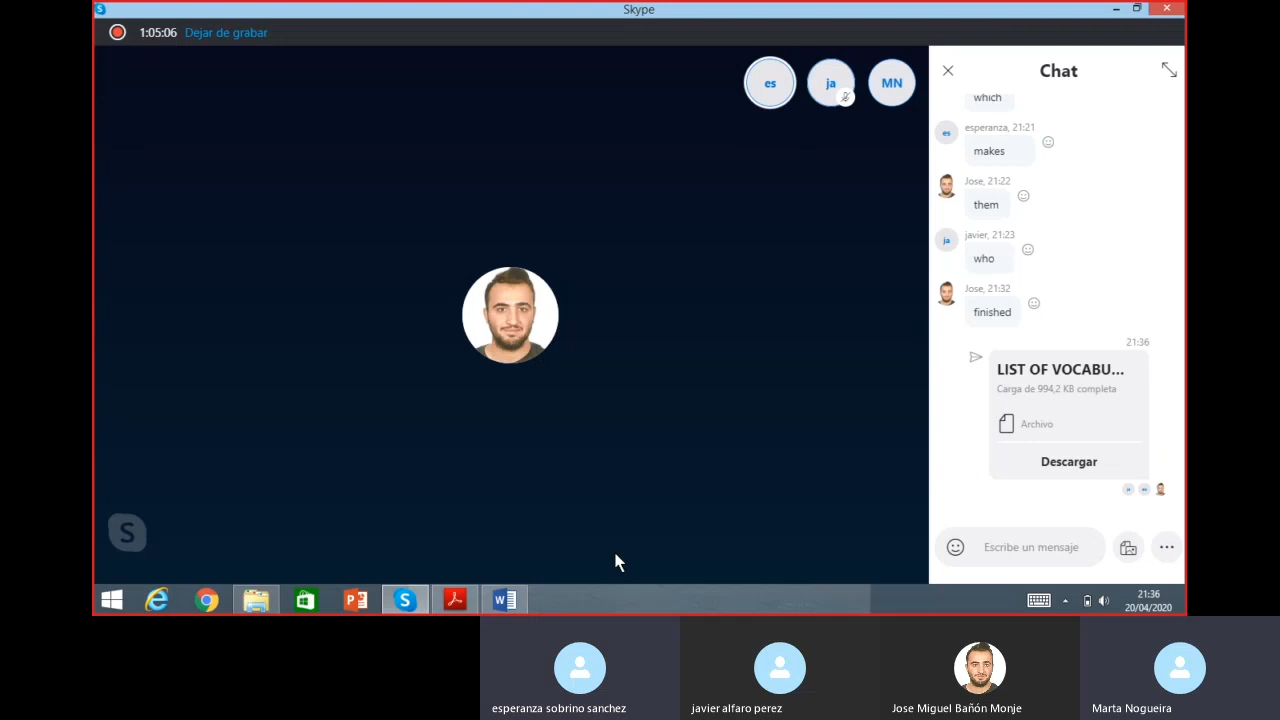 Skype
1:05:06 Dejar de grabar
es
ja
MN
Chat
which
esperanza, 21:21
es
makes
Jose, 21:22
them
javier, 21:23
ja
who
Jose, 21:32
finished
21:36
LIST OF VOCABU...
Carga de 994,2 KB completa
Archivo
Descargar
Escribe un mensaje
21:36
20/04/2020
esperanza sobrino sanchez
javier alfaro perez
Jose Miguel Bañón Monje
Marta Nogueira